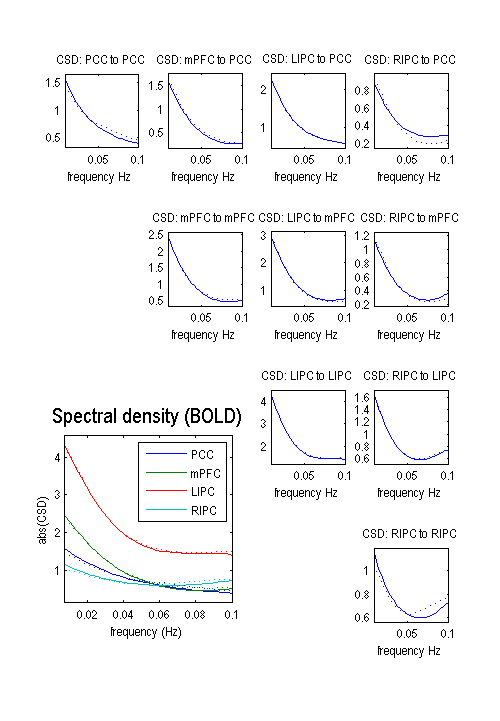 CSD: PCC to PCC
CSD: mPFC to PCC
CSD: LIPC to PCC
CSD: RIPC to PCC
1.5
1
0.5
0.05 0.1
frequency Hz
1.5
1
0.5
0.05 0.1
frequency Hz
2
1
0.05 0.1
frequency Hz
0.8
0.6
0.4
0.2
0.05 0.1
frequency Hz
CSD: mPFC to mPFC
CSD: LIPC to mPFC
CSD: RIPC to mPFC
2.5
2
1.5
1
0.5
0.05 0.1
frequency Hz
3
2
1
0.05 0.1
frequency Hz
1.2
1
0.8
0.6
0.4
0.2
0.05 0.1
frequency Hz
CSD: LIPC to LIPC
CSD: RIPC to LIPC
4
3
2
0.05 0.1
frequency Hz
1.6
1.4
1.2
1
0.8
0.6
0.05 0.1
frequency Hz
Spectral density (BOLD)
PCC
mPFC
LIPC
RIPC
4
3
2
1
abs(CSD)
0.02 0.04 0.06 0.08 0.1
frequency (Hz)
CSD: RIPC to RIPC
1
0.8
0.6
0.05 0.1
frequency Hz